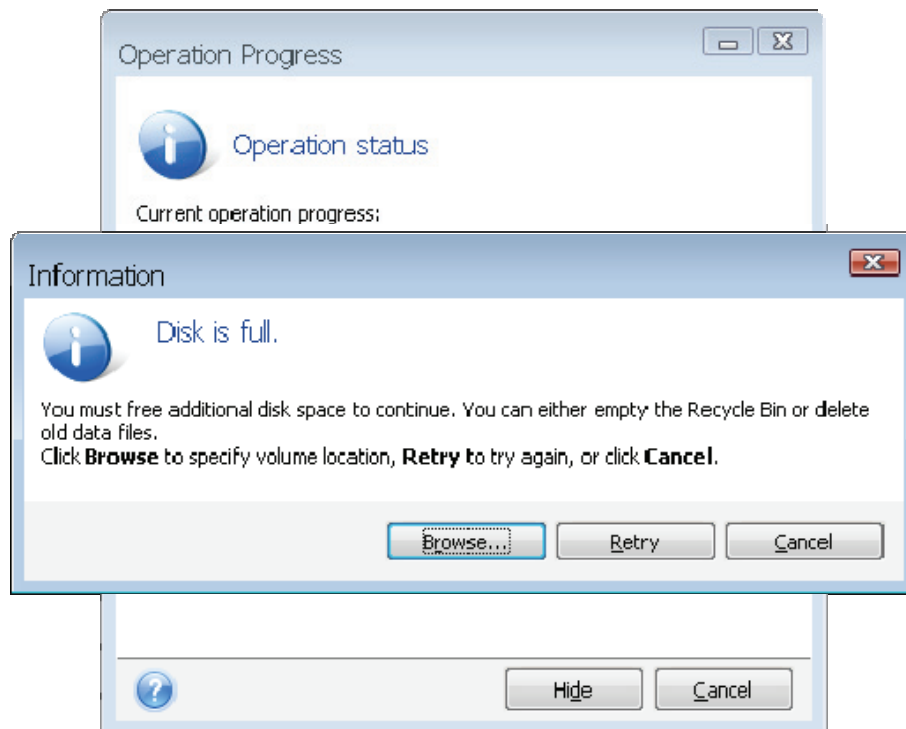 Operation Progress
Operation status
Current operation progress:
Information
Disk is full.
You must free additional disk space to continue. You can either empty the Recycle Bin or delete
old data files.
Click Browse to specify volume location, Retry to try again, or click Cancel.
Browse...
Retry
Cancel
Hide
Cancel